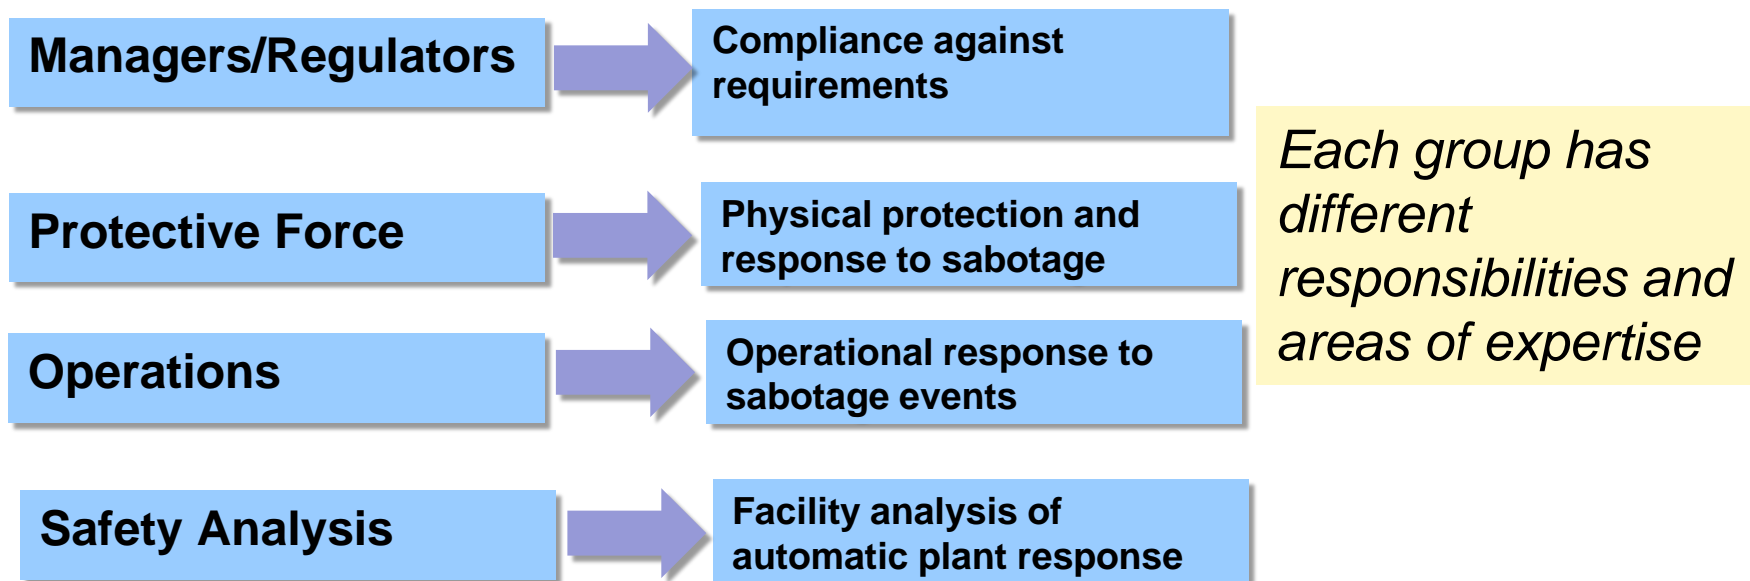 Managers/Regulators
Compliance against
requirements
Protective Force
Physical protection and
response to sabotage
Operations
Operational response to
sabotage events
Safety Analysis
Facility analysis of
automatic plant response
Each group has
different
responsibilities and
areas of expertise